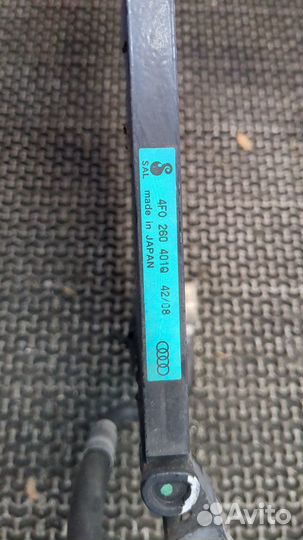 SAL
4F0 260 401Q 42/08
made in JAPAN
Avito